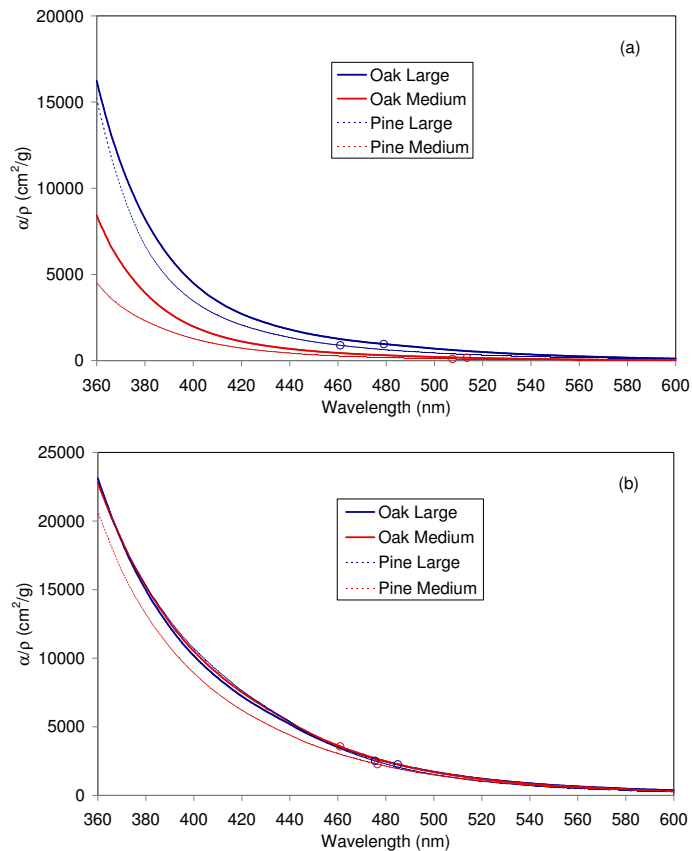 20000
(a)
Oak Large
Oak Medium
Pine Large
Pine Medium
15000
10000
5000
0
α/ρ (cm²/g)
360 380 400 420 440 460 480 500 520 540 560 580 600
Wavelength (nm)
25000
(b)
Oak Large
Oak Medium
Pine Large
Pine Medium
20000
15000
10000
5000
0
α/ρ (cm²/g)
360 380 400 420 440 460 480 500 520 540 560 580 600
Wavelength (nm)